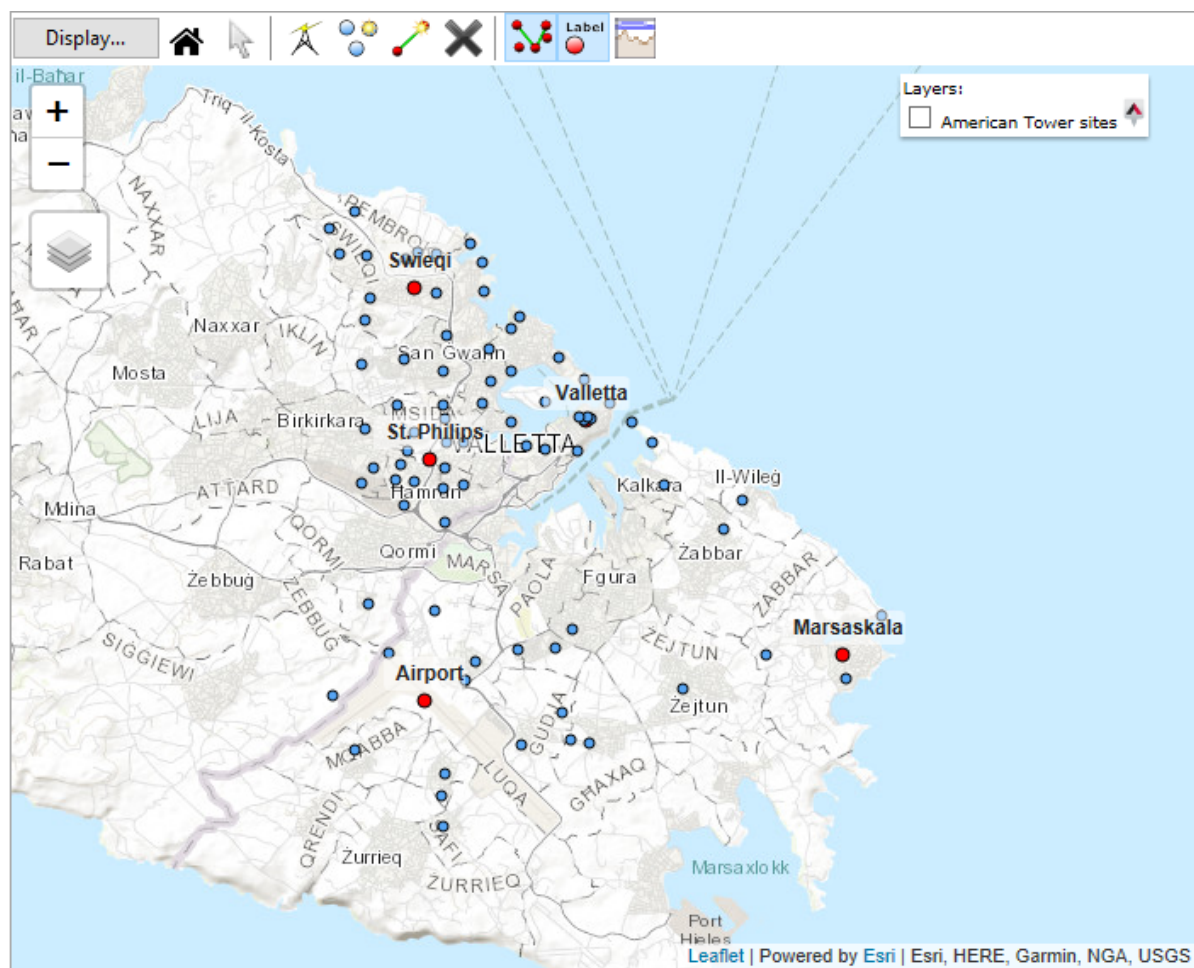 Display...
Label
il-Baħar
Triq il-Kosta
Layers:
American Tower sites
+
−
NAXXAR
PEMBROKE
SWIEQI
Swieqi
Naxxar
IKLIN
San Ġwann
Mosta
Valletta
LIJA
Birkirkara
MSIDA
St. Philips
VALLETTA
ATTARD
Ħamrun
Kalkara
Il-Wileġ
Mdina
QORMI
Qormi
Żabbar
Rabat
Żebbuġ
MARSA
PAOLA
Fgura
ŻABBAR
ŻEBBUĠ
SIĠĠIEWI
ŻEJTUN
Marsaskala
Airport
GUDJA
Żejtun
MQABBA
LUQA
GĦAXAQ
QRENDI
SAFI
Żurrieq
ŻURRIEQ
Marsaxlokk
Port
Hieles
Leaflet | Powered by Esri | Esri, HERE, Garmin, NGA, USGS